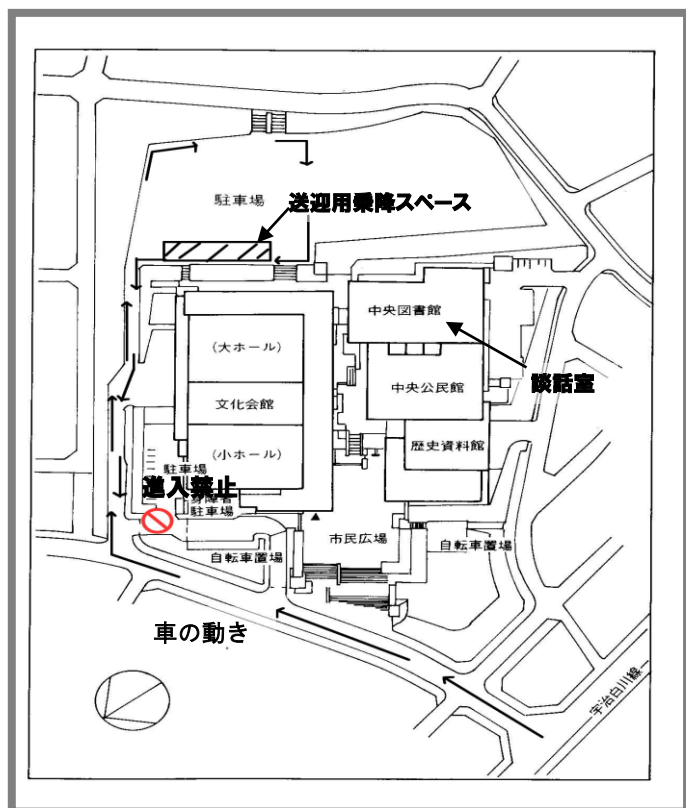 駐車場
送迎用乗降スペース
中央図書館
(大ホール)
談話室
中央公民館
文化会館
歴史資料館
(小ホール)
駐車場
進入禁止
身障者
駐車場
市民広場
自転車置場
自転車置場
車の動き
宇治白川線